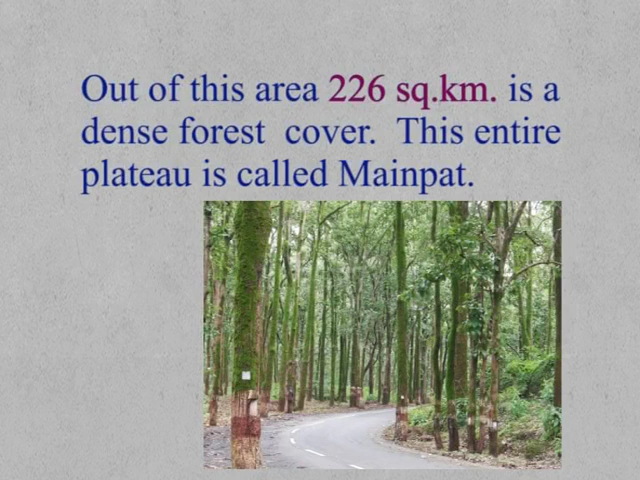 Out of this area 226 sq.km. is a
dense forest cover. This entire
plateau is called Mainpat.